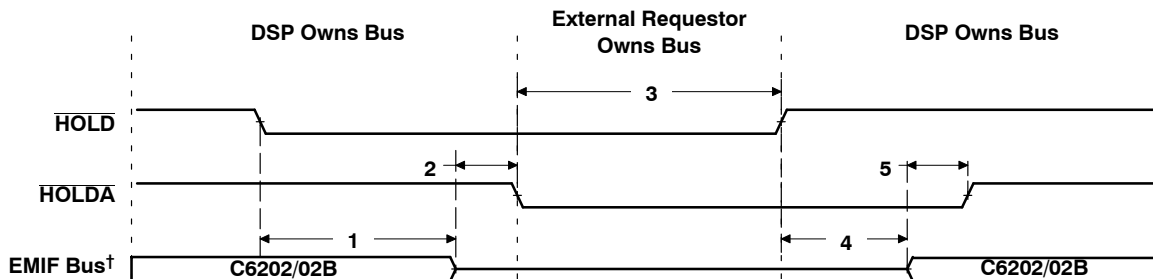 DSP Owns Bus
External Requestor
Owns Bus
DSP Owns Bus
3
HOLD
2
5
HOLDA
1
4
EMIF Bus†
C6202/02B
C6202/02B